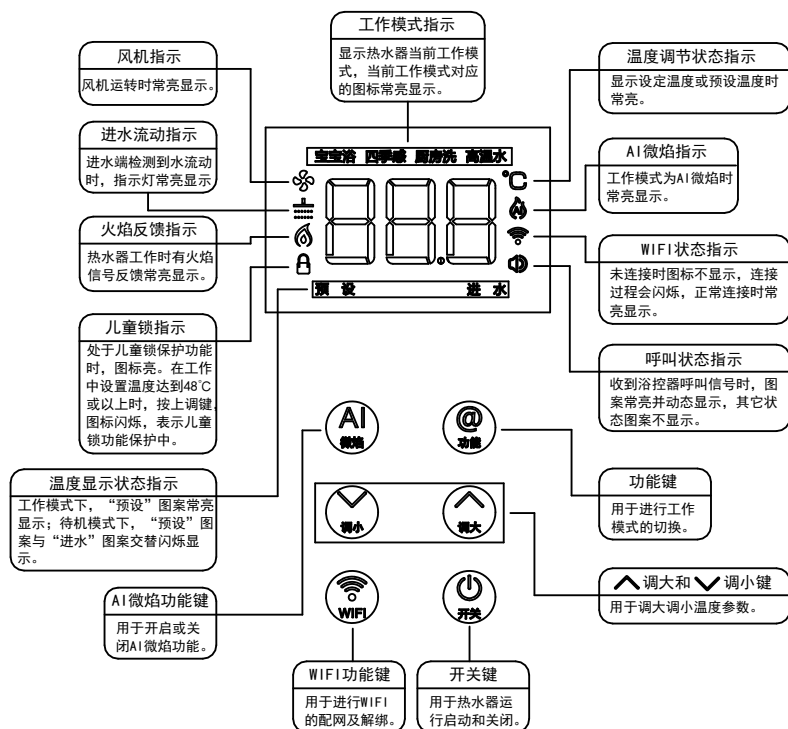 工作模式指示
显示热水器当前工作模
式，当前工作模式对应
的图标常亮显示。
风机指示
风机运转时常亮显示。
进水流动指示
进水端检测到水流动
时，指示灯常亮显示
火焰反馈指示
热水器工作时有火焰
信号反馈常亮显示。
儿童锁指示
处于儿童锁保护功能
时，图标亮。在工作
中设置温度达到48℃
或以上时，按上调键，
图标闪烁，表示儿童
锁功能保护中。
温度显示状态指示
工作模式下，“预设”图案常亮
显示；待机模式下，“预设”图
案与“进水”图案交替闪烁显
示。
AI微焰功能键
用于开启或关
闭AI微焰功能。
宝宝浴 四季感 厨房洗 高温水
8 8.8
℃
AI
预 设 进 水
AI
微焰
@
功能
调小
调大
WIFI
开关
WIFI功能键
用于进行WIFI
的配网及解绑。
开关键
用于热水器运
行启动和关闭。
温度调节状态指示
显示设定温度或预设温度时
常亮。
AI微焰指示
工作模式为AI微焰时
常亮显示。
WIFI状态指示
未连接时图标不显示，连接
过程会闪烁，正常连接时常
亮显示。
呼叫状态指示
收到浴控器呼叫信号时，图
案常亮并动态显示，其它状
态图案不显示。
功能键
用于进行工作
模式的切换。
调大和调小键
用于调大调小温度参数。